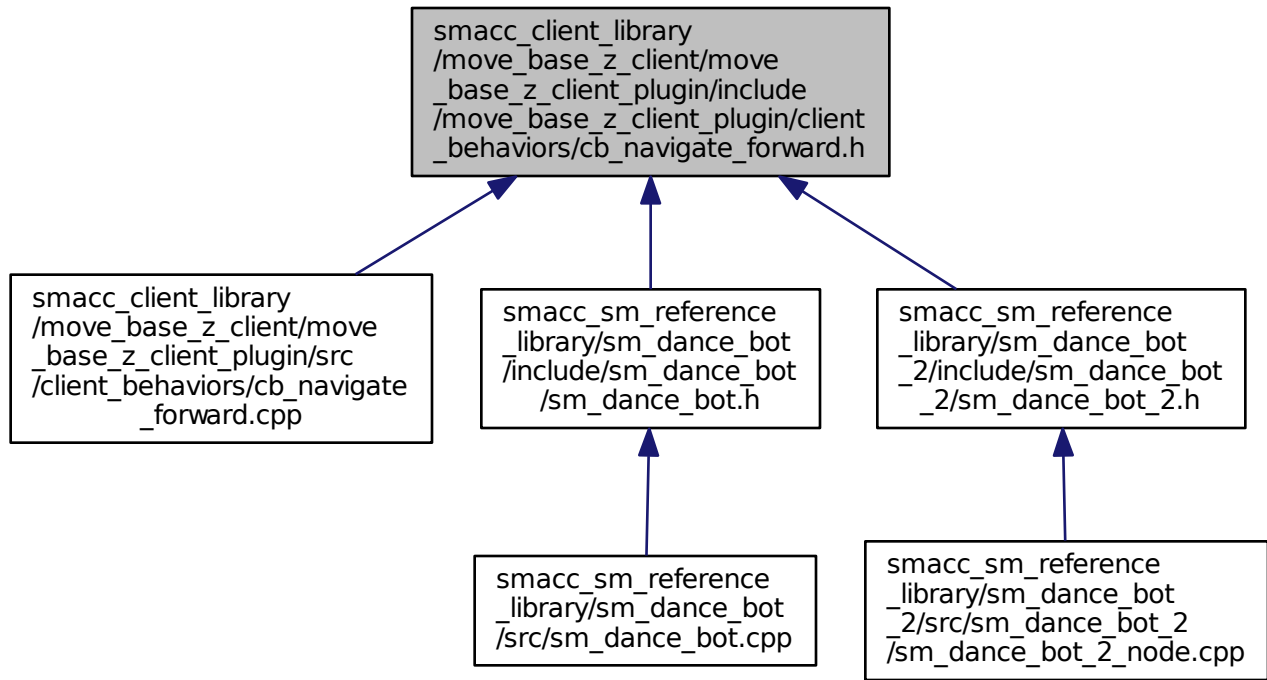 smacc_client_library
/move_base_z_client/move
_base_z_client_plugin/include
/move_base_z_client_plugin/client
_behaviors/cb_navigate_forward.h
smacc_client_library
/move_base_z_client/move
_base_z_client_plugin/src
/client_behaviors/cb_navigate
_forward.cpp
smacc_sm_reference
_library/sm_dance_bot
/include/sm_dance_bot
/sm_dance_bot.h
smacc_sm_reference
_library/sm_dance_bot
_2/include/sm_dance_bot
_2/sm_dance_bot_2.h
smacc_sm_reference
_library/sm_dance_bot
/src/sm_dance_bot.cpp
smacc_sm_reference
_library/sm_dance_bot
_2/src/sm_dance_bot_2
/sm_dance_bot_2_node.cpp